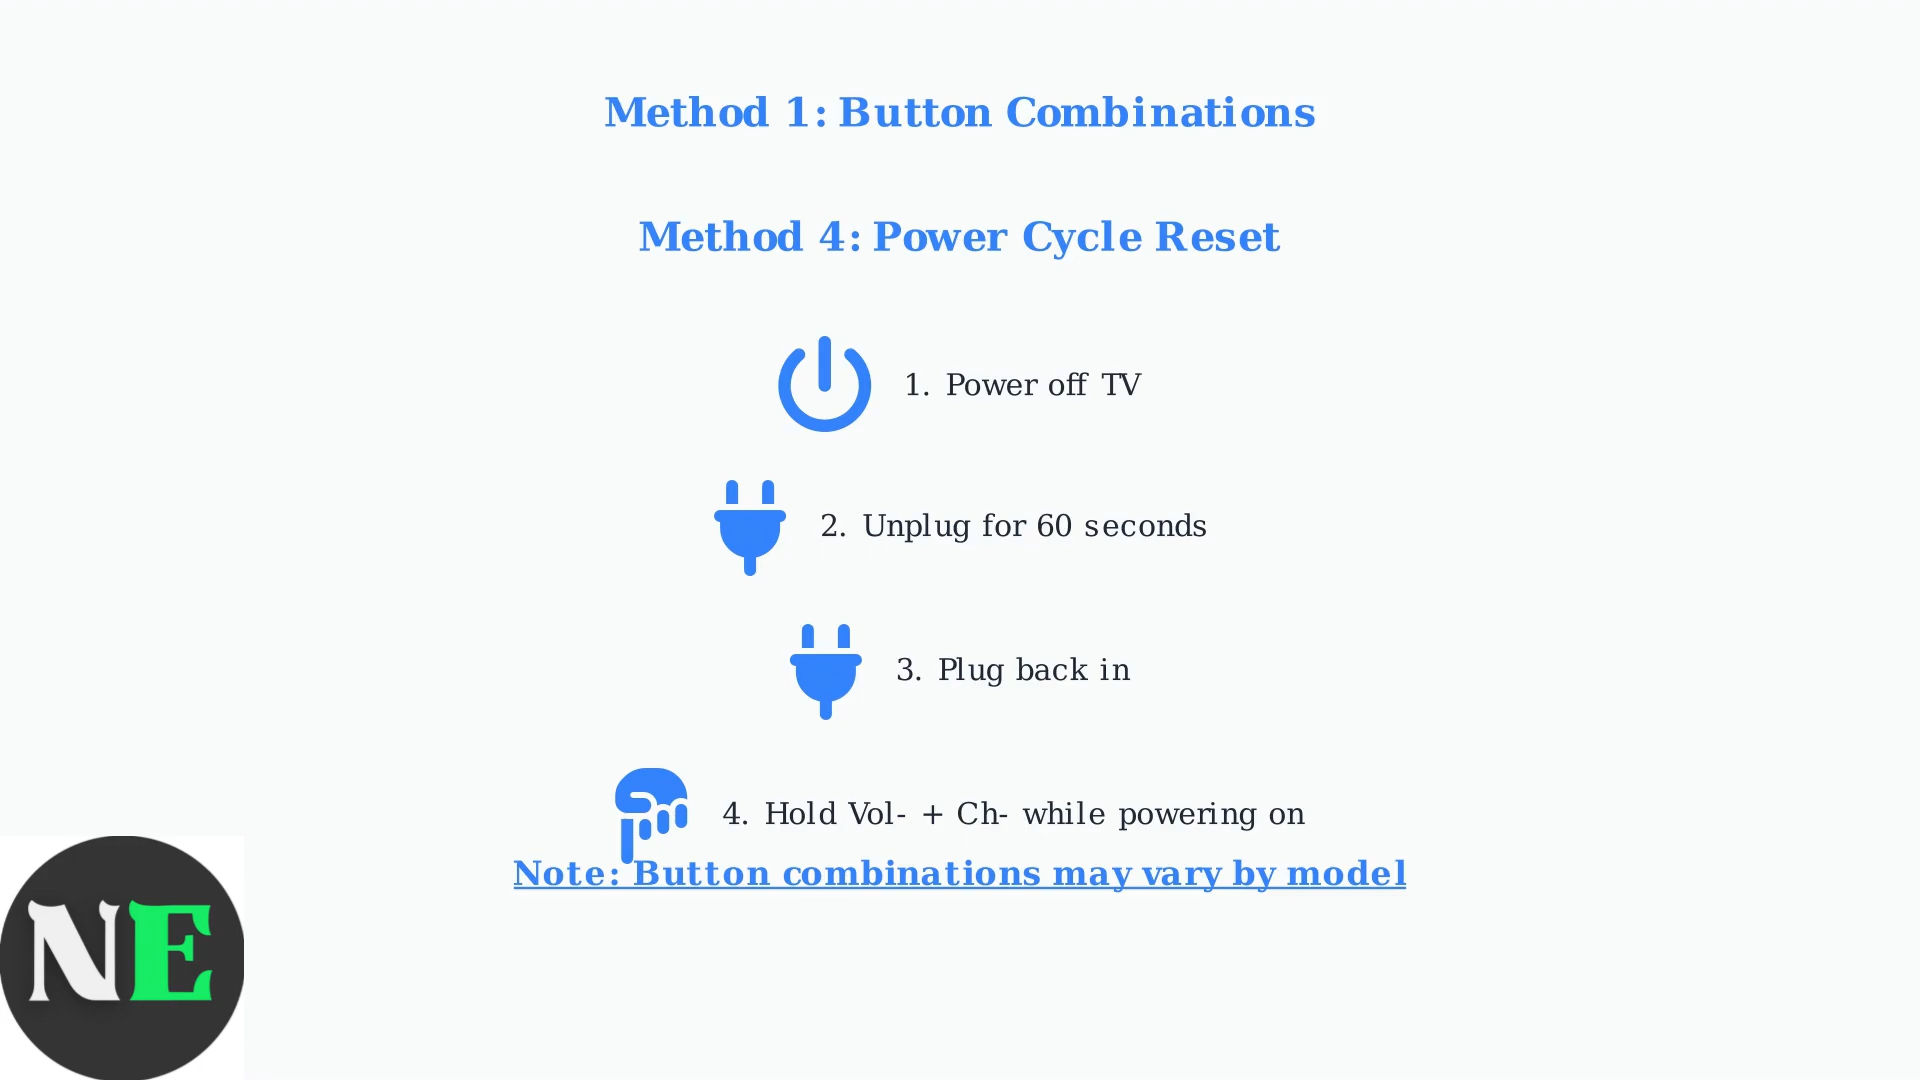 Method 1: Button Combinations
Method 4: Power Cycle Reset
1. Power off TV
2. Unplug for 60 seconds
3. Plug back in
4. Hold Vol- + Ch- while powering on
Note: Button combinations may vary by model
NE